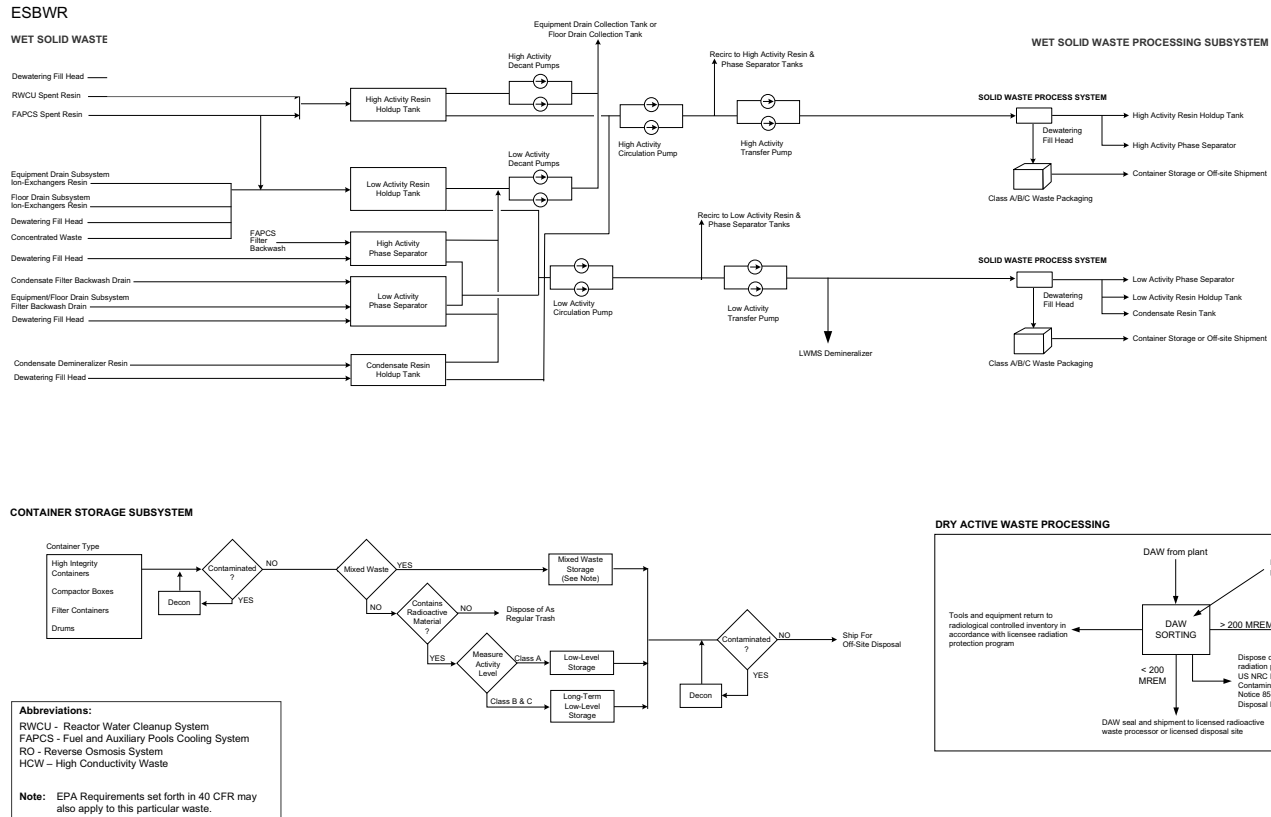 ESBWR
WET SOLID WASTE
WET SOLID WASTE PROCESSING SUBSYSTEM
Equipment Drain Collection Tank or
Floor Drain Collection Tank
High Activity
Decant Pumps
Recirc to High Activity Resin &
Phase Separator Tanks
Dewatering Fill Head
RWCU Spent Resin
FAPCS Spent Resin
High Activity Resin
Holdup Tank
High Activity
Circulation Pump
High Activity
Transfer Pump
SOLID WASTE PROCESS SYSTEM
Dewatering
Fill Head
High Activity Resin Holdup Tank
High Activity Phase Separator
Container Storage or Off-site Shipment
Class A/B/C Waste Packaging
Low Activity
Decant Pumps
Equipment Drain Subsystem
Ion-Exchangers Resin
Floor Drain Subsystem
Ion-Exchangers Resin
Dewatering Fill Head
Concentrated Waste
Low Activity Resin
Holdup Tank
Recirc to Low Activity Resin &
Phase Separator Tanks
FAPCS
Filter
Backwash
Dewatering Fill Head
High Activity
Phase Separator
Condensate Filter Backwash Drain
Equipment/Floor Drain Subsystem
Filter Backwash Drain
Dewatering Fill Head
Low Activity
Phase Separator
Low Activity
Circulation Pump
Low Activity
Transfer Pump
LWMS Demineralizer
SOLID WASTE PROCESS SYSTEM
Dewatering
Fill Head
Low Activity Phase Separator
Low Activity Resin Holdup Tank
Condensate Resin Tank
Container Storage or Off-site Shipment
Class A/B/C Waste Packaging
Condensate Demineralizer Resin
Dewatering Fill Head
Condensate Resin
Holdup Tank
CONTAINER STORAGE SUBSYSTEM
Container Type
High Integrity
Containers
Compactor Boxes
Filter Containers
Drums
Decon
Contaminated
?
NO
YES
Mixed Waste
YES
NO
Mixed Waste
Storage
(See Note)
Contains
Radioactive
Material
?
NO
Dispose of As
Regular Trash
YES
Measure
Activity
Level
Class A
Low-Level
Storage
Class B & C
Long-Term
Low-Level
Storage
Decon
Contaminated
?
NO
YES
Ship For
Off-Site Disposal
DRY ACTIVE WASTE PROCESSING
DAW from plant
Tools and equipment return to
radiological controlled inventory in
accordance with licensee radiation
protection program
DAW
SORTING
> 200 MREM
< 200
MREM
Dispose o
radiation p
US NRC
Contamin
Notice 85
Disposal
DAW seal and shipment to licensed radioactive
waste processor or licensed disposal site
Abbreviations:
RWCU - Reactor Water Cleanup System
FAPCS - Fuel and Auxiliary Pools Cooling System
RO - Reverse Osmosis System
HCW – High Conductivity Waste
Note: EPA Requirements set forth in 40 CFR may
also apply to this particular waste.